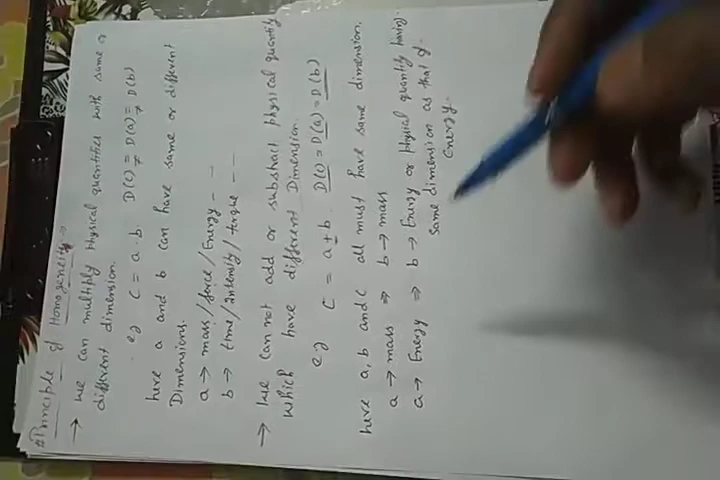 # Principle of Homogeneity →
→ we can multiply physical quantities with same or
different dimension.
eg C = a · b D(c) ≠ D(a) ≠ D(b)
here a and b can have same or different
Dimensions.
a → mass / force / Energy - -
b → time / intensity / torque - -
→ we can not add or substract physical quantity
which have different Dimension.
eg C = a + b D(c) = D(a) = D(b)
here a, b and c all must have same dimension.
a → mass ⇒ b → mass
a → Energy ⇒ b → Energy or physical quantity having
same dimension as that of
Energy.